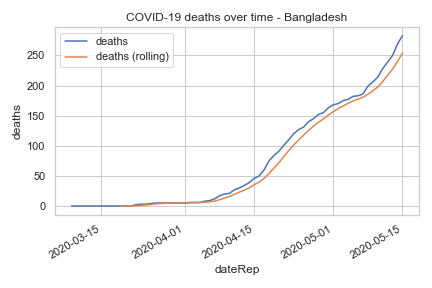 COVID-19 deaths over time - Bangladesh
deaths
deaths (rolling)
250
200
150
100
50
0
deaths
2020-03-15
2020-04-01
2020-04-15
2020-05-01
2020-05-15
dateRep